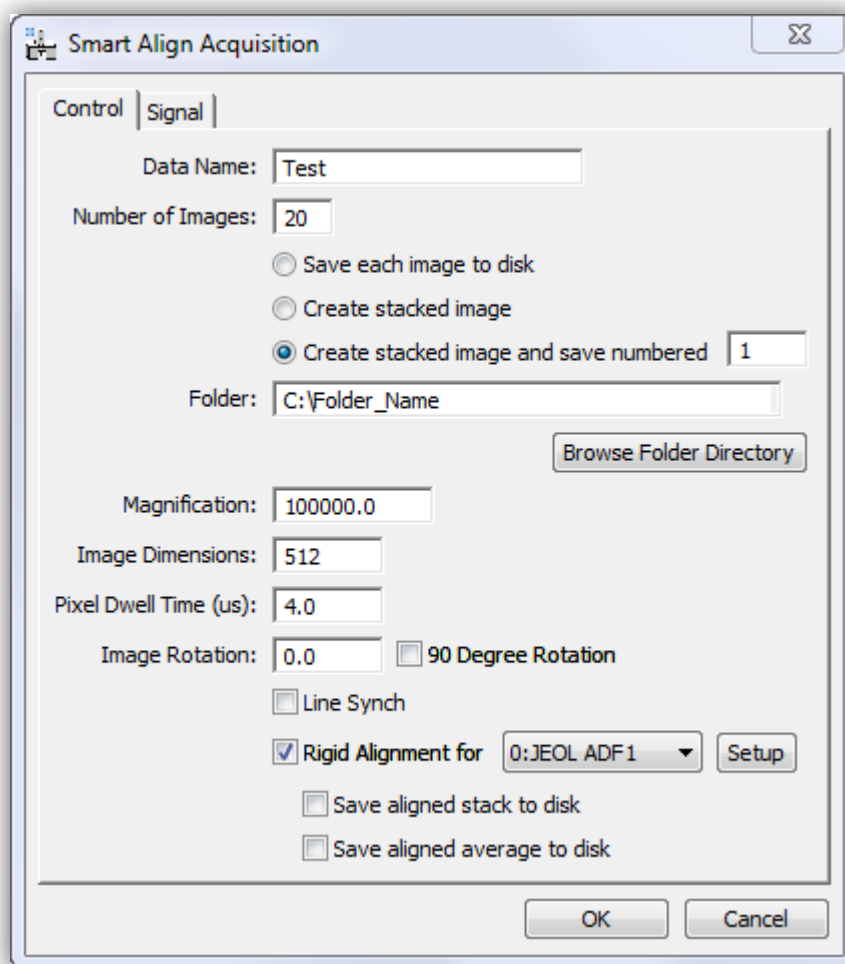 Smart Align Acquisition
Control Signal
Data Name: Test
Number of Images: 20
Save each image to disk
Create stacked image
Create stacked image and save numbered 1
Folder: C:\Folder_Name
Browse Folder Directory
Magnification: 100000.0
Image Dimensions: 512
Pixel Dwell Time (us): 4.0
Image Rotation: 0.0 90 Degree Rotation
Line Synch
Rigid Alignment for 0:JEOL ADF1 Setup
Save aligned stack to disk
Save aligned average to disk
OK Cancel